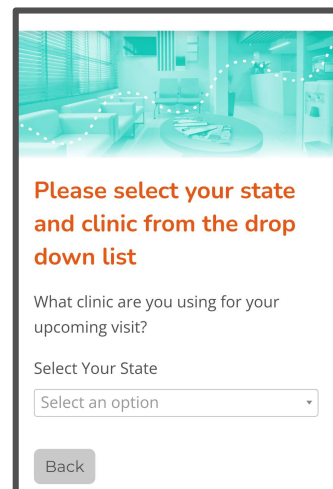 Please select your state
and clinic from the drop
down list
What clinic are you using for your
upcoming visit?
Select Your State
Select an option
Back